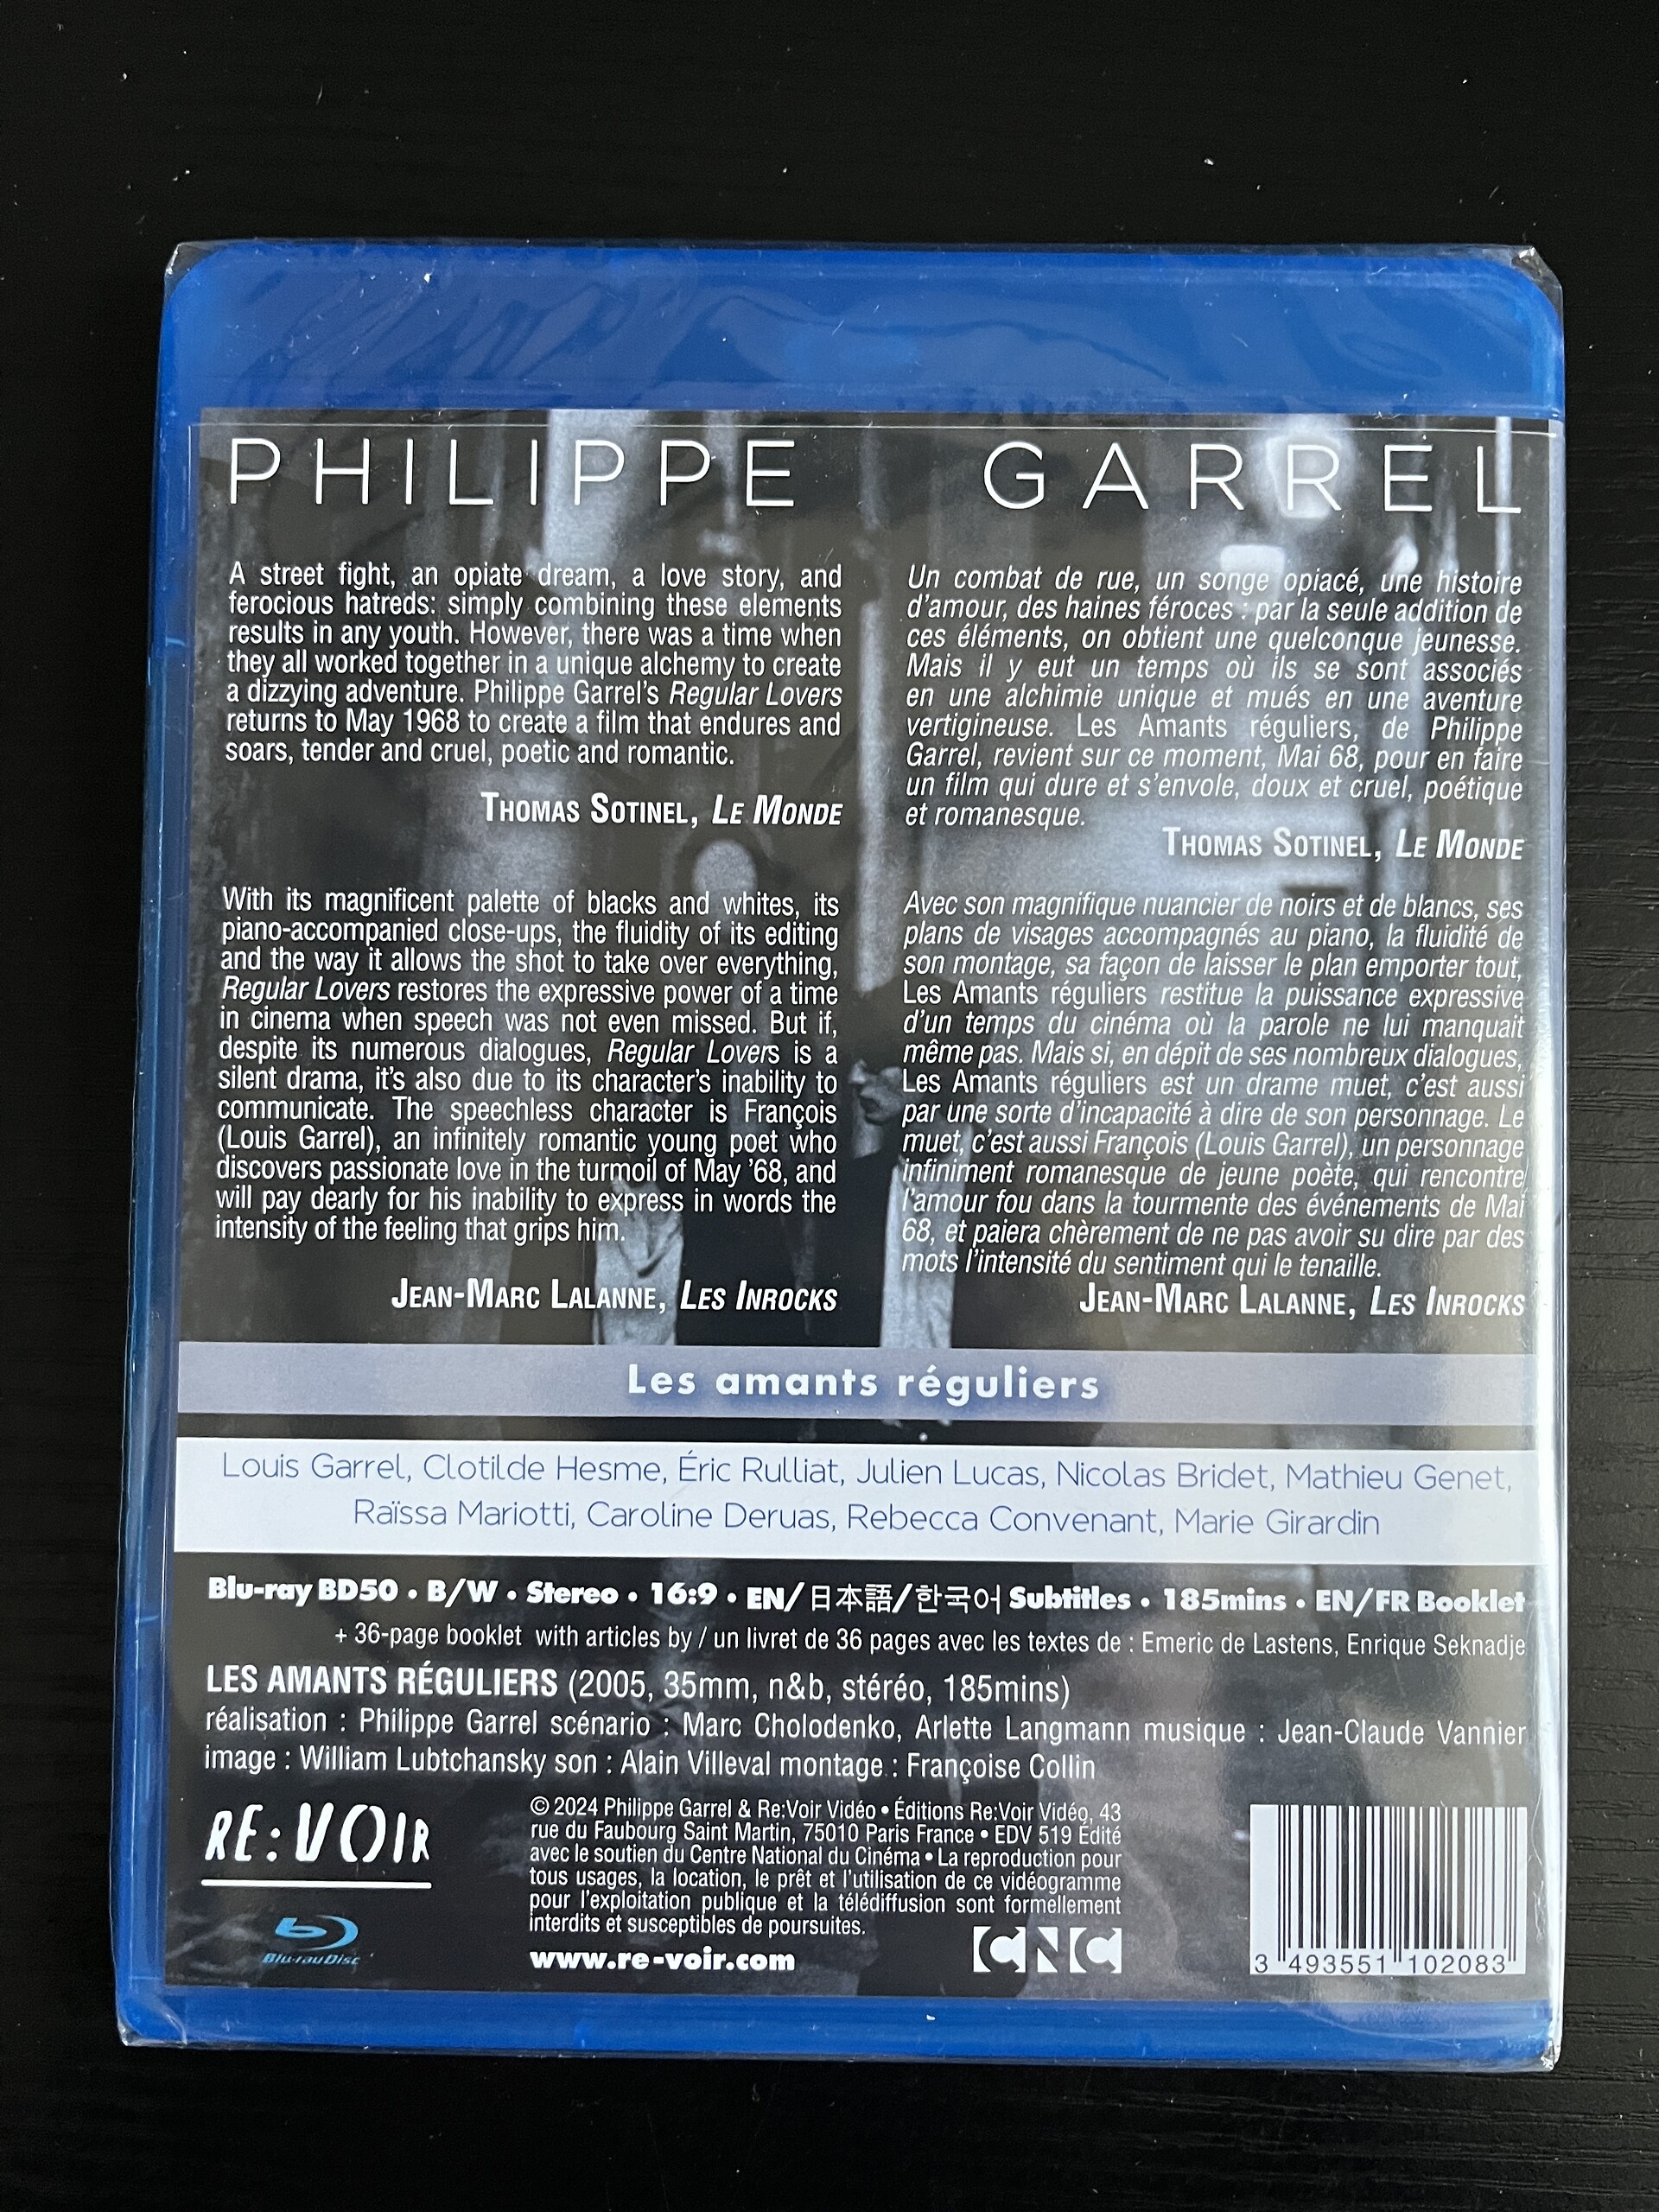 PHILIPPE GARREL
A street fight, an opiate dream, a love story, and
ferocious hatreds: simply combining these elements
results in any youth. However, there was a time when
they all worked together in a unique alchemy to create
a dizzying adventure. Philippe Garrel's Regular Lovers
returns to May 1968 to create a film that endures and
soars, tender and cruel, poetic and romantic.
THOMAS SOTINEL, LE MONDE
With its magnificent palette of blacks and whites, its
piano-accompanied close-ups, the fluidity of its editing
and the way it allows the shot to take over everything,
Regular Lovers restores the expressive power of a time
in cinema when speech was not even missed. But if,
despite its numerous dialogues, Regular Lovers is a
silent drama, it's also due to its character's inability to
communicate. The speechless character is François
(Louis Garrel), an infinitely romantic young poet who
discovers passionate love in the turmoil of May '68, and
will pay dearly for his inability to express in words the
intensity of the feeling that grips him.
JEAN-MARC LALANNE, LES INROCKS
Un combat de rue, un songe opiacé, une histoire
d'amour, des haines féroces : par la seule addition de
ces éléments, on obtient une quelconque jeunesse.
Mais il y eut un temps où ils se sont associés
en une alchimie unique et mués en une aventure
vertigineuse. Les Amants réguliers, de Philippe
Garrel, revient sur ce moment, Mai 68, pour en faire
un film qui dure et s'envole, doux et cruel, poétique
et romanesque.
THOMAS SOTINEL, LE MONDE
Avec son magnifique nuancier de noirs et de blancs, ses
plans de visages accompagnés au piano, la fluidité de
son montage, sa façon de laisser le plan emporter tout,
Les Amants réguliers restitue la puissance expressive
d'un temps du cinéma où la parole ne lui manquait
même pas. Mais si, en dépit de ses nombreux dialogues,
Les Amants réguliers est un drame muet, c'est aussi
par une sorte d'incapacité à dire de son personnage. Le
muet, c'est aussi François (Louis Garrel), un personnage
infiniment romanesque de jeune poète, qui rencontre
l'amour fou dans la tourmente des événements de Mai
68, et paiera chèrement de ne pas avoir su dire par des
mots l'intensité du sentiment qui le tenaille.
JEAN-MARC LALANNE, LES INROCKS
Les amants réguliers
Louis Garrel, Clotilde Hesme, Éric Rulliat, Julien Lucas, Nicolas Bridet, Mathieu Genet,
Raïssa Mariotti, Caroline Deruas, Rebecca Convenant, Marie Girardin
Blu-ray BD50 • B/W • Stereo • 16:9 • EN/日本語/한국어 Subtitles • 185mins • EN/FR Booklet
+ 36-page booklet with articles by / un livret de 36 pages avec les textes de : Emeric de Lastens, Enrique Seknadje
LES AMANTS RÉGULIERS (2005, 35mm, n&b, stéréo, 185mins)
réalisation : Philippe Garrel scénario : Marc Cholodenko, Arlette Langmann musique : Jean-Claude Vannier
image : William Lubtchansky son : Alain Villeval montage : Françoise Collin
RE:VOIR
Blu-ray Disc
© 2024 Philippe Garrel & Re:Voir Vidéo • Éditions Re:Voir Vidéo, 43
rue du Faubourg Saint Martin, 75010 Paris France • EDV 519 Édité
avec le soutien du Centre National du Cinéma • La reproduction pour
tous usages, la location, le prêt et l'utilisation de ce vidéogramme
pour l'exploitation publique et la télédiffusion sont formellement
interdits et susceptibles de poursuites.
www.re-voir.com
CNC
3 493551 102083